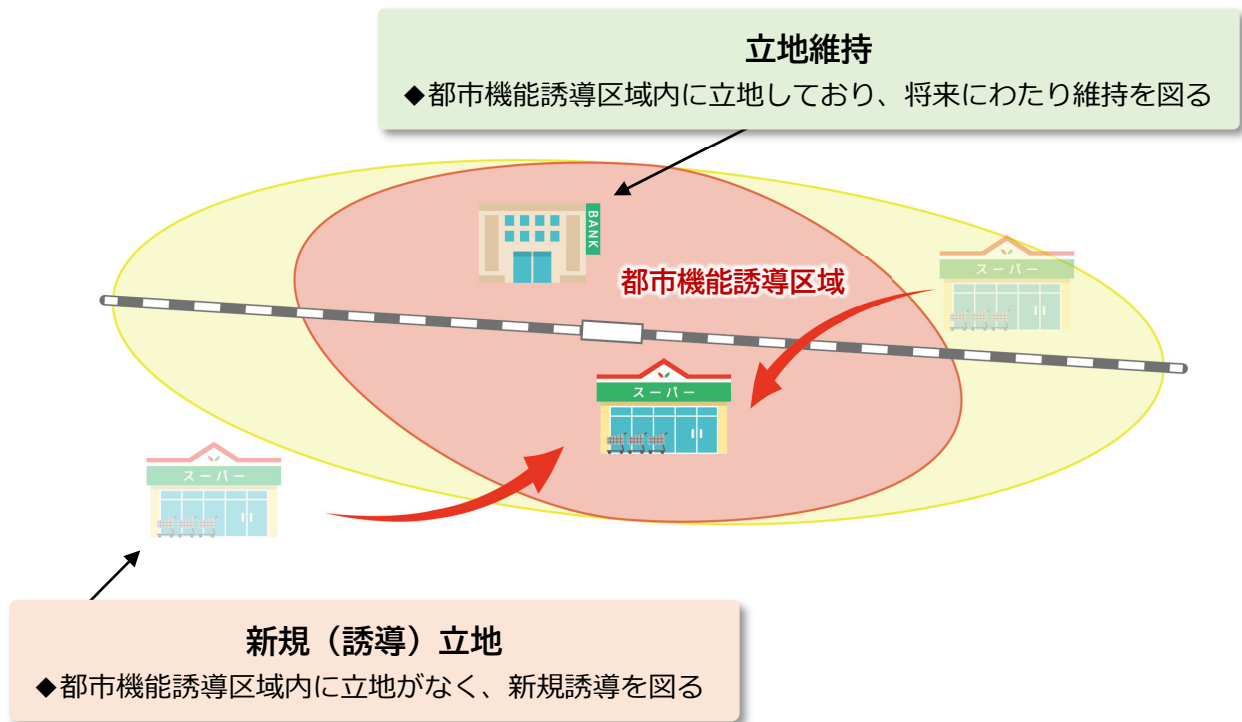 立地維持
◆都市機能誘導区域内に立地しており、将来にわたり維持を図る
BANK
都市機能誘導区域
スーパー
スーパー
スーパー
新規（誘導）立地
◆都市機能誘導区域内に立地がなく、新規誘導を図る